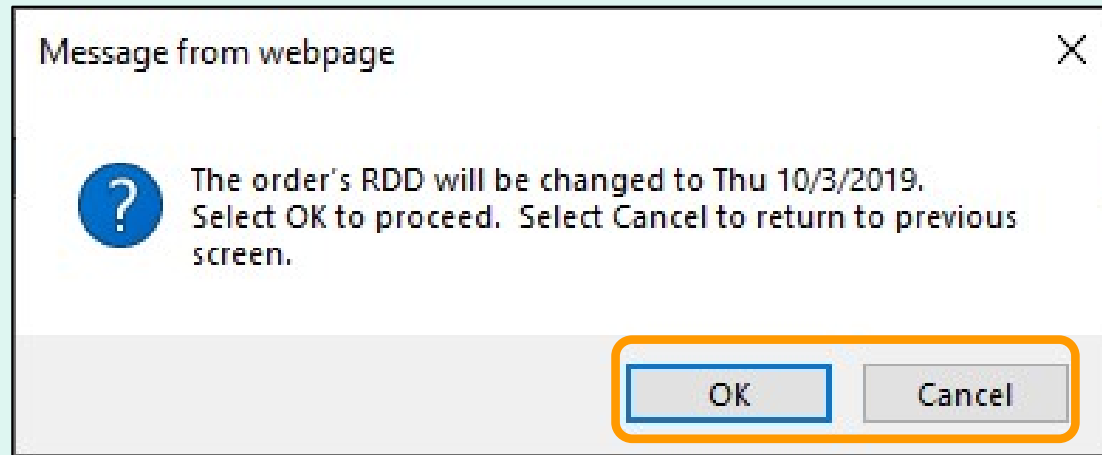 Message from webpage
?
The order's RDD will be changed to Thu 10/3/2019.
Select OK to proceed.  Select Cancel to return to previous
screen.
OK
Cancel